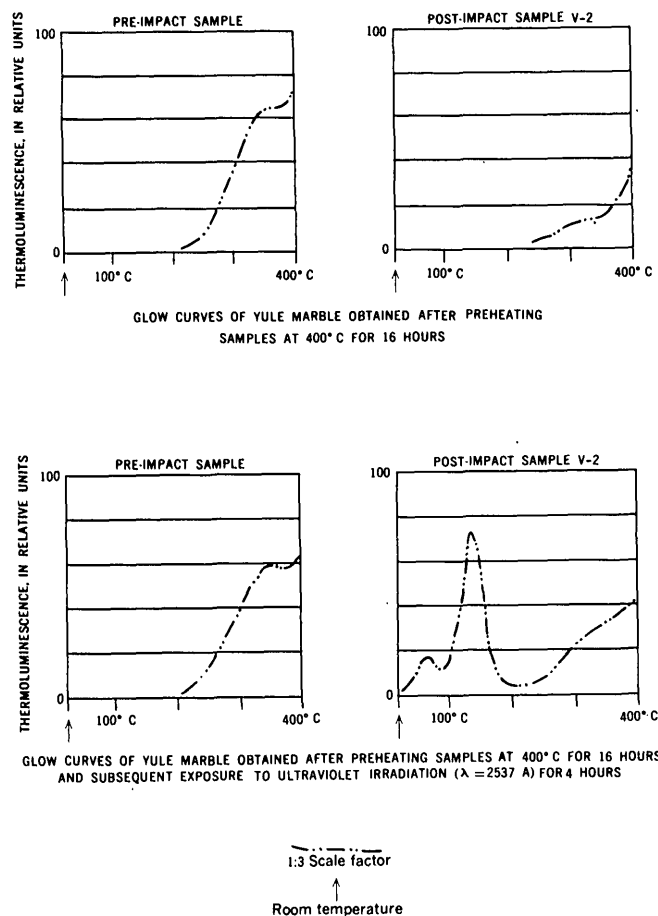 PRE-IMPACT SAMPLE
POST-IMPACT SAMPLE V-2
THERMOLUMINESCENCE, IN RELATIVE UNITS
100
0
100° C
400° C
100
0
100° C
400° C
GLOW CURVES OF YULE MARBLE OBTAINED AFTER PREHEATING
SAMPLES AT 400° C FOR 16 HOURS
PRE-IMPACT SAMPLE
POST-IMPACT SAMPLE V-2
THERMOLUMINESCENCE, IN RELATIVE UNITS
100
0
100° C
400° C
100
0
100° C
400° C
GLOW CURVES OF YULE MARBLE OBTAINED AFTER PREHEATING SAMPLES AT 400° C FOR 16 HOURS
AND SUBSEQUENT EXPOSURE TO ULTRAVIOLET IRRADIATION (λ = 2537 A) FOR 4 HOURS
1:3 Scale factor
Room temperature